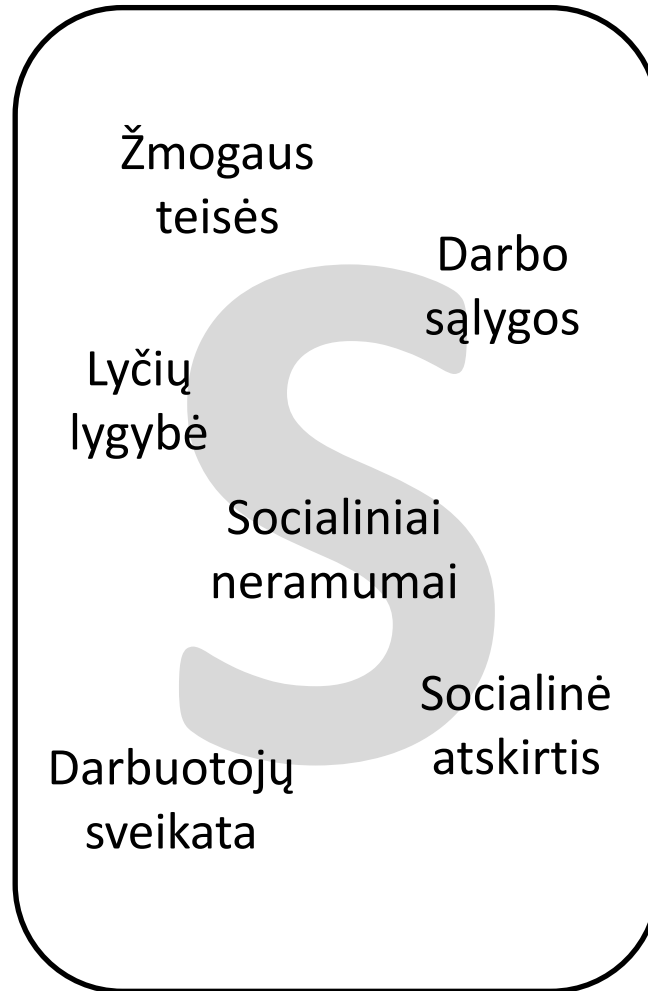 Žmogaus
teisės
Darbo
sąlygos
Lyčių
lygybė
S
Socialiniai
neramumai
Socialinė
atskirtis
Darbuotojų
sveikata